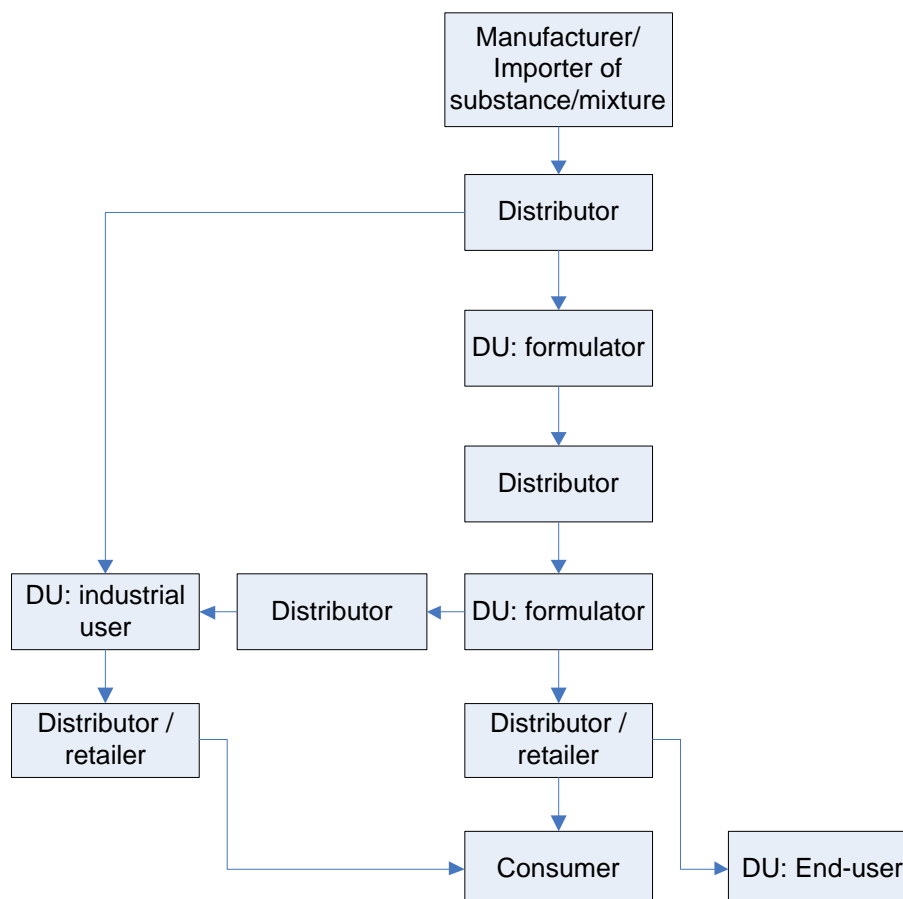 Manufacturer/
Importer of
substance/mixture
Distributor
DU: formulator
Distributor
DU: industrial
user
Distributor
DU: formulator
Distributor /
retailer
Distributor /
retailer
Consumer
DU: End-user